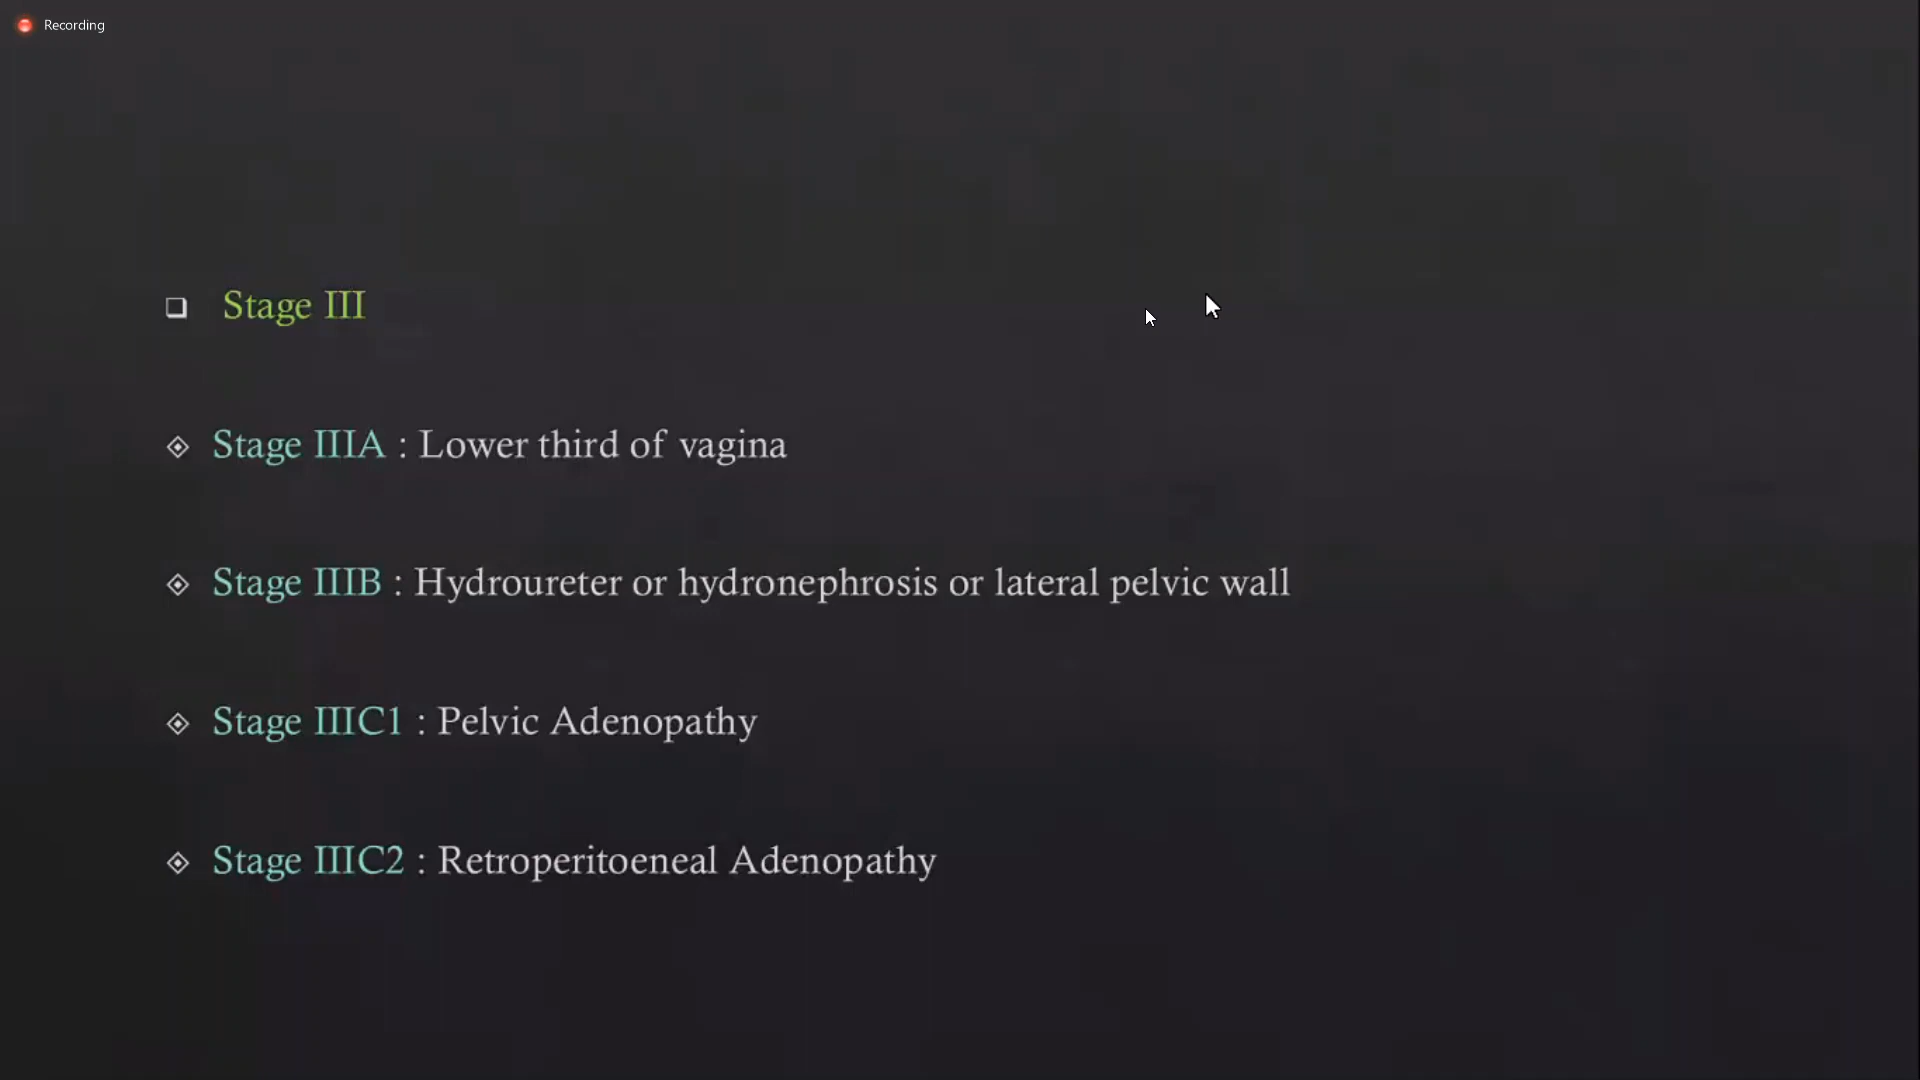 Recording
Stage III
Stage IIIA : Lower third of vagina
Stage IIIB : Hydroureter or hydronephrosis or lateral pelvic wall
Stage IIIC1 : Pelvic Adenopathy
Stage IIIC2 : Retroperitoeneal Adenopathy